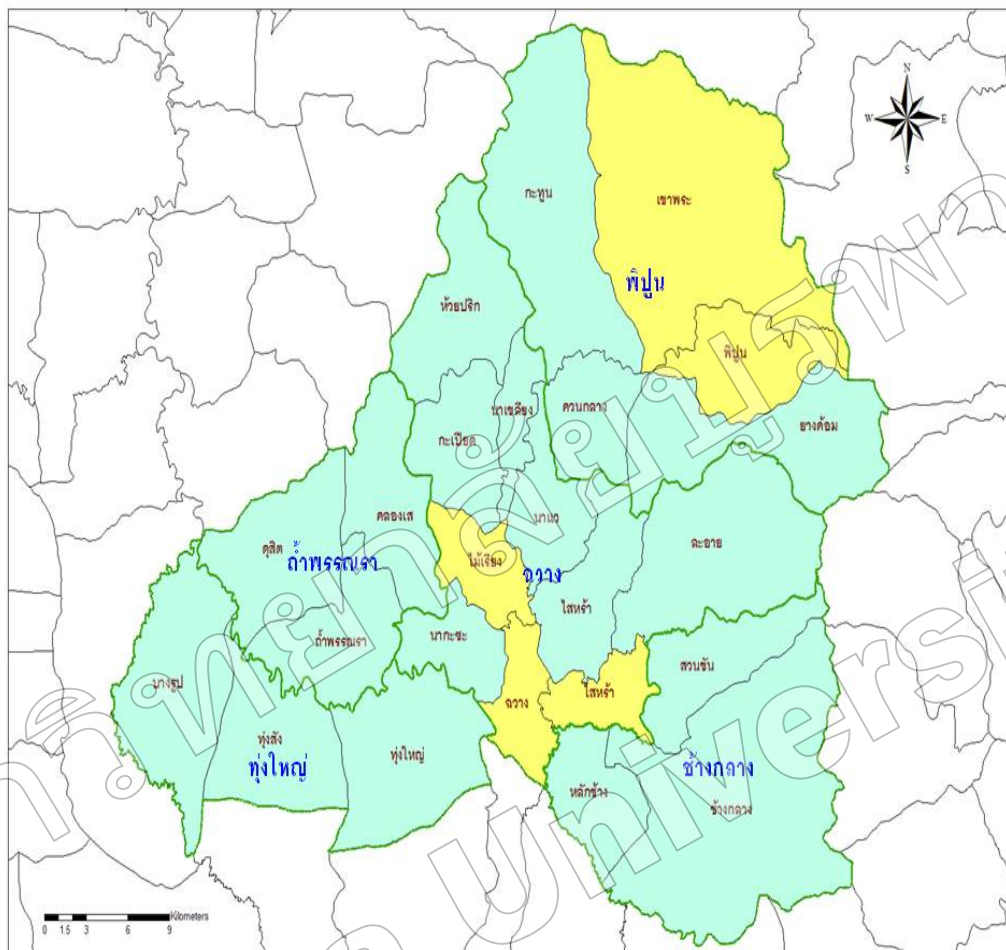 N
W E
S
กะทูน
เขาพระ
พิปูน
ห้วยปริก
พิปูน
นาเขลียง
ควนกลาง
ยางค้อม
กะเปียด
คลองเส
นาแว
ละอาย
ดุสิต
ถ้ำพรรณรา
ไม้เรียง
ฉวาง
ไสหร้า
ถ้ำพรรณรา
นากะชะ
สวนขัน
บางรูป
ฉวาง
ไสหร้า
ทุ่งสัง
ทุ่งใหญ่
ทุ่งใหญ่
ช้างกลาง
หลักช้าง
ช้างกลาง
Kilometers
0 1.5 3 6 9